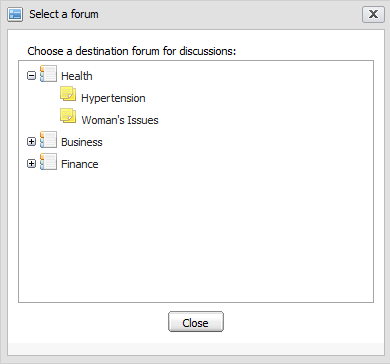 Select a forum
Choose a destination forum for discussions:
Health
Hypertension
Woman's Issues
Business
Finance
Close